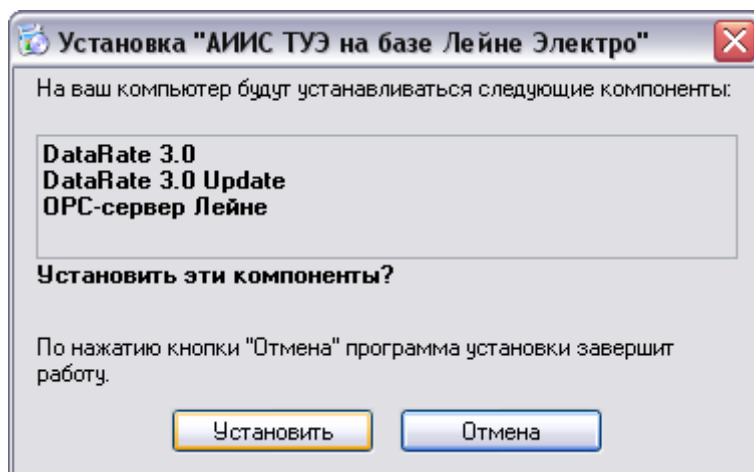 Установка "АИИС ТУЭ на базе Лейне Электро"
На ваш компьютер будут устанавливаться следующие компоненты:
DataRate 3.0
DataRate 3.0 Update
ОРС-сервер Лейне
Установить эти компоненты?
По нажатию кнопки "Отмена" программа установки завершит
работу.
Установить Отмена